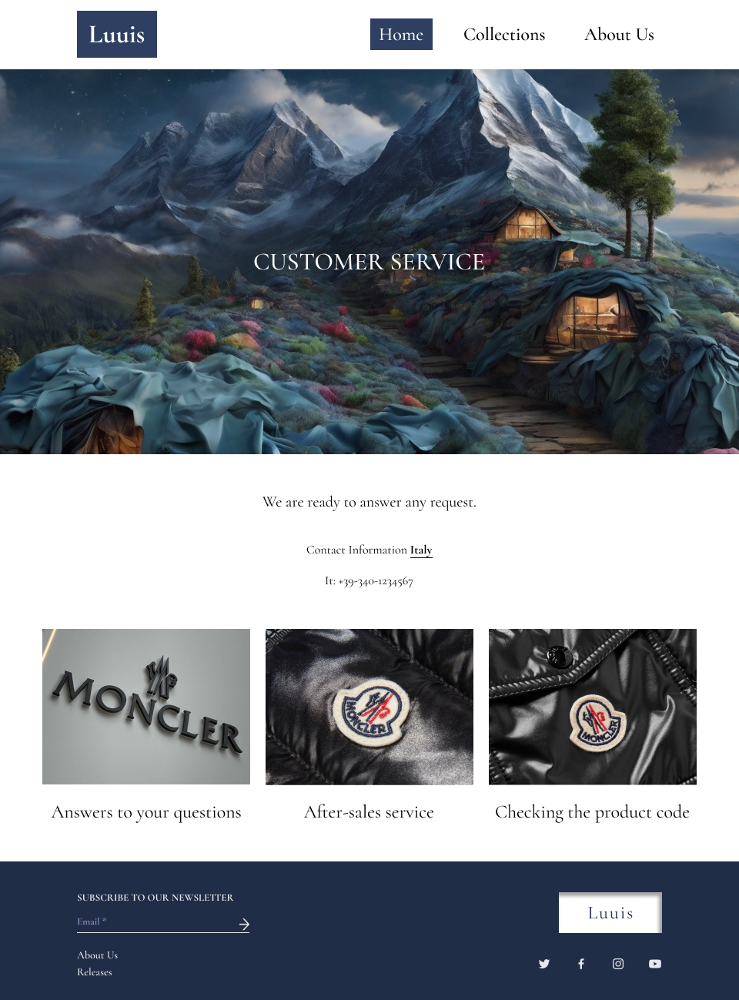 Luuis
Home
Collections
About Us
CUSTOMER SERVICE
We are ready to answer any request.
Contact Information Italy
It: +39-340-1234567
MONCLER
MONCLER
MONCLER
Answers to your questions
After-sales service
Checking the product code
SUBSCRIBE TO OUR NEWSLETTER
Email *
Luuis
About Us
Releases